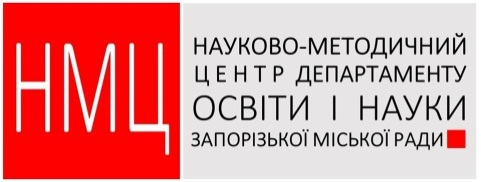 НМЦ
НАУКОВО-МЕТОДИЧНИЙ
ЦЕНТР ДЕПАРТАМЕНТУ
ОСВІТИ І НАУКИ
ЗАПОРІЗЬКОЇ МІСЬКОЇ РАДИ